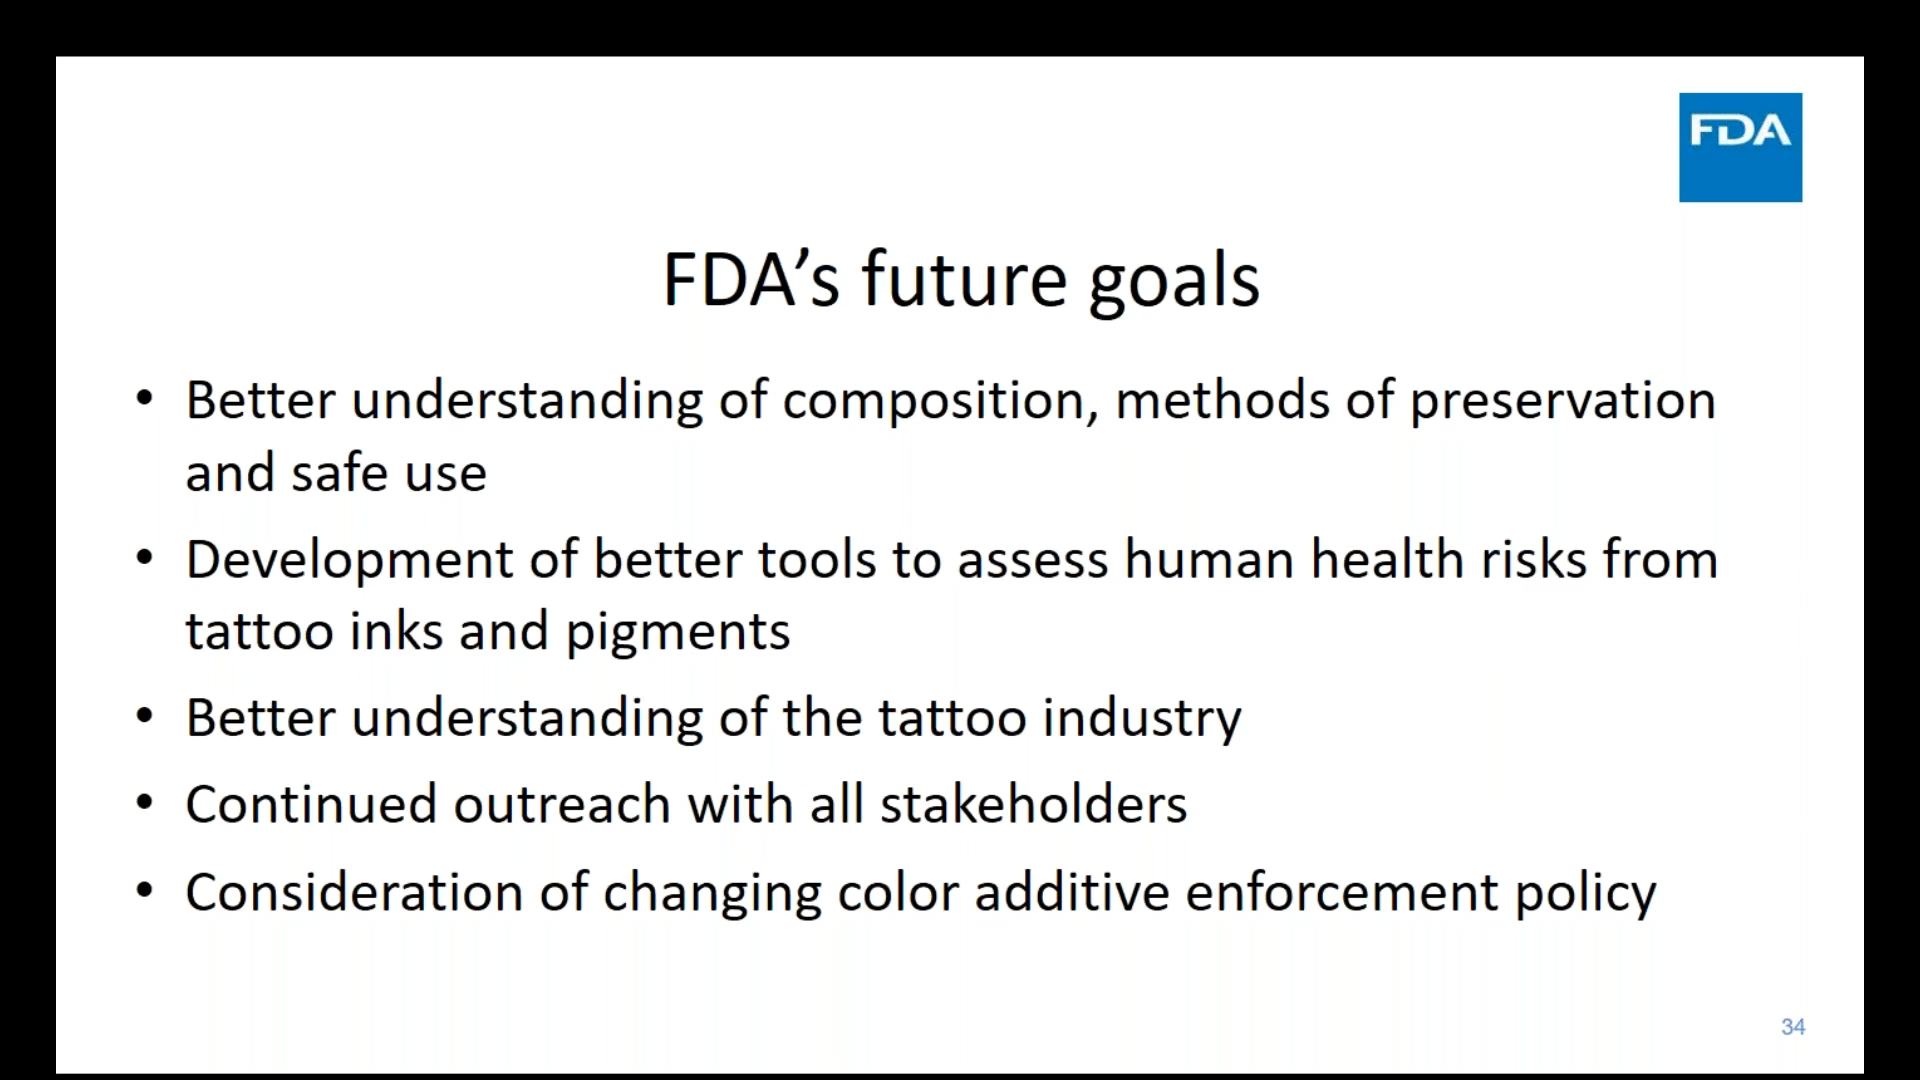 FDA
FDA’s future goals
• Better understanding of composition, methods of preservation
and safe use
• Development of better tools to assess human health risks from
tattoo inks and pigments
• Better understanding of the tattoo industry
• Continued outreach with all stakeholders
• Consideration of changing color additive enforcement policy
34